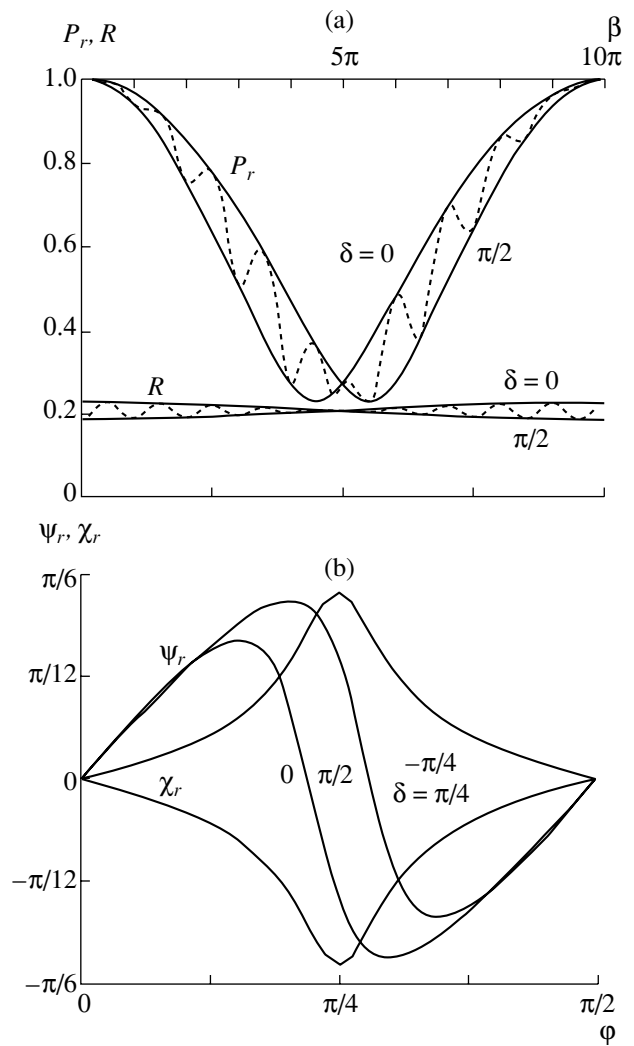 (a)
P_r, R
5π
β
10π
1.0
0.8
P_r
0.6
δ = 0
π/2
0.4
R
δ = 0
0.2
π/2
0
ψ_r, χ_r
(b)
π/6
ψ_r
π/12
−π/4
0 π/2
δ = π/4
0
χ_r
−π/12
−π/6
0
π/4
π/2
φ